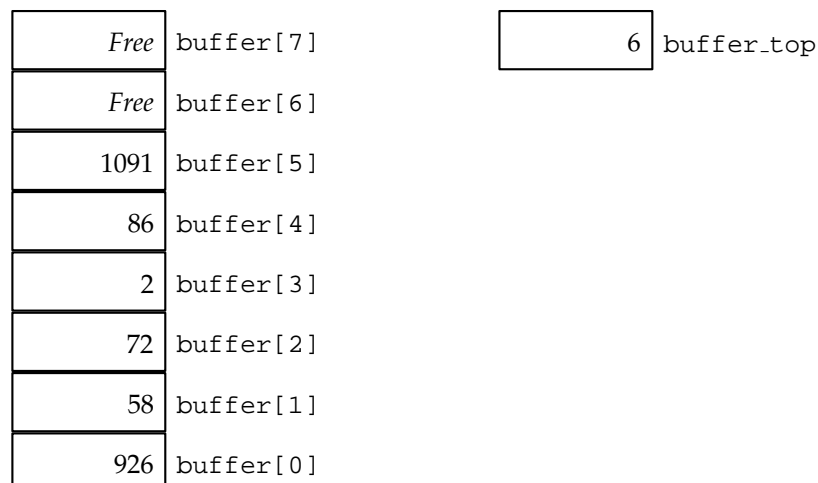 Free buffer[7] 6 buffer_top
Free buffer[6]
1091 buffer[5]
86 buffer[4]
2 buffer[3]
72 buffer[2]
58 buffer[1]
926 buffer[0]